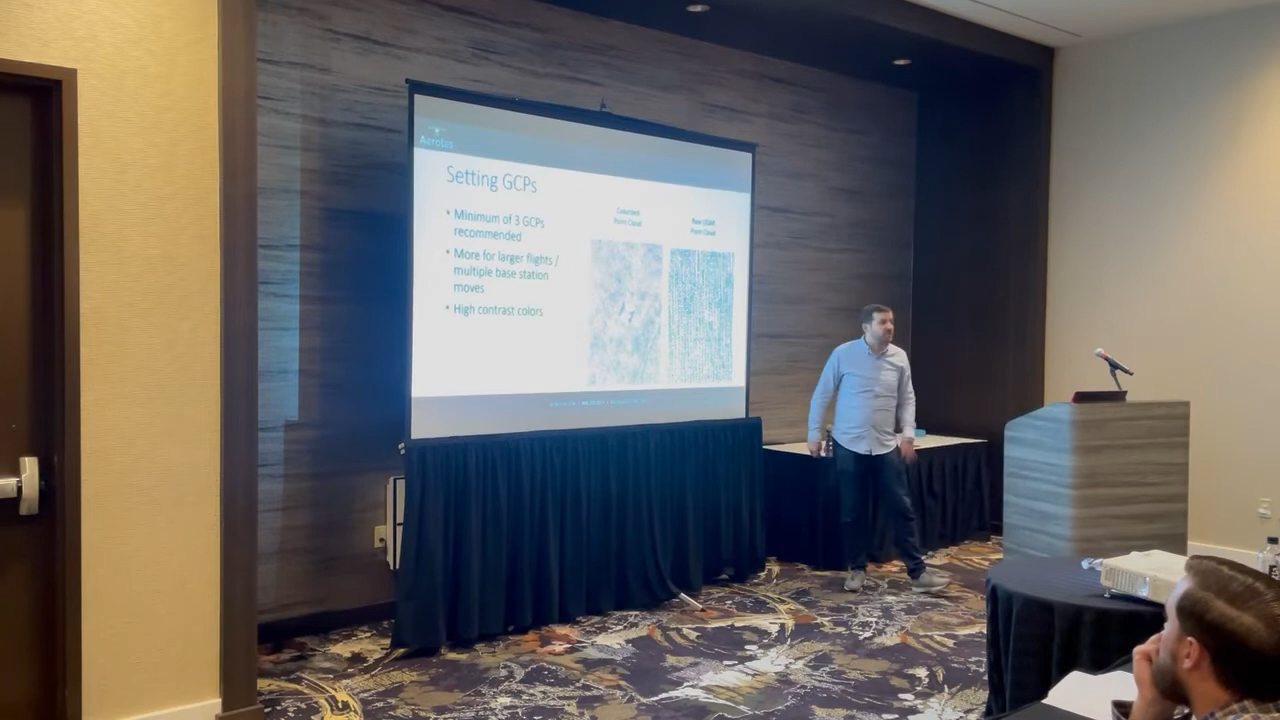 Aerotas
Setting GCPs
• Minimum of 3 GCPs
recommended
• More for larger flights /
multiple base station
moves
• High contrast colors
Colorized
Point Cloud
Raw LiDAR
Point Cloud